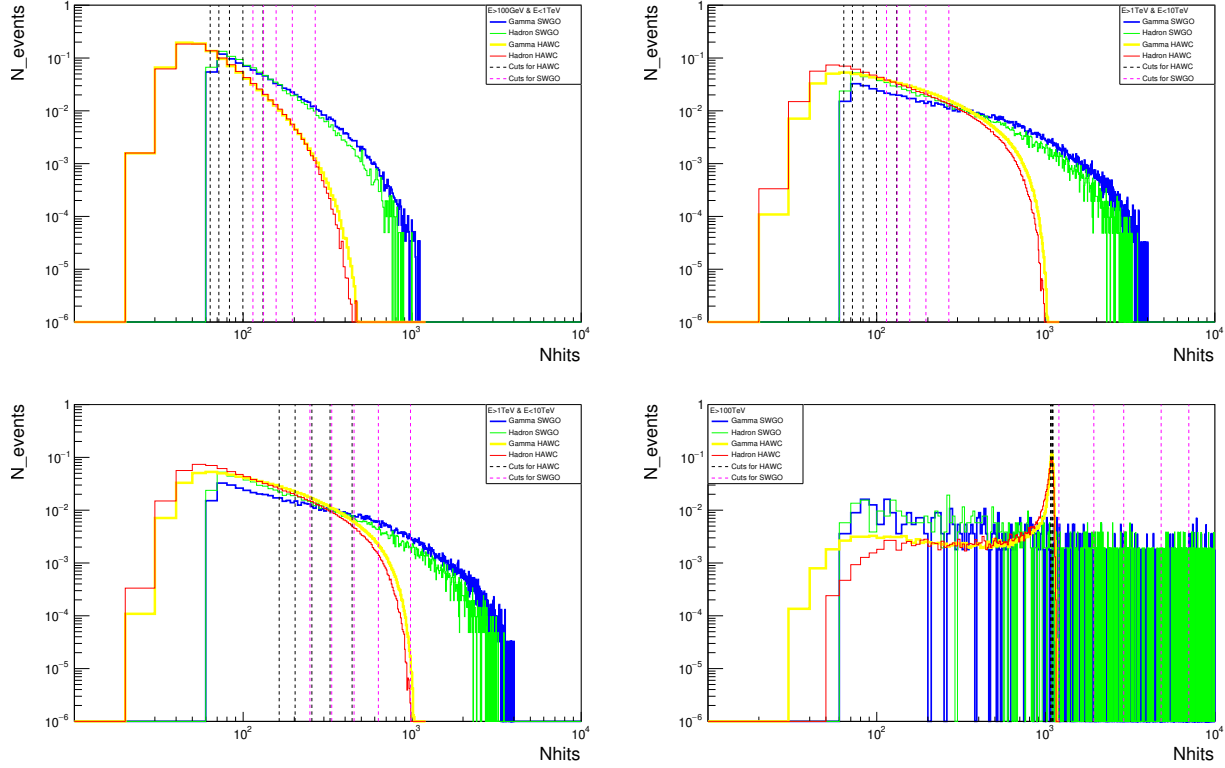 N_events
1
10⁻¹
10⁻²
10⁻³
10⁻⁴
10⁻⁵
10⁻⁶
10²
10³
10⁴
Nhits
E>100GeV & E<1TeV
Gamma SWGO
Hadron SWGO
Gamma HAWC
Hadron HAWC
Cuts for HAWC
Cuts for SWGO
N_events
1
10⁻¹
10⁻²
10⁻³
10⁻⁴
10⁻⁵
10⁻⁶
10²
10³
10⁴
Nhits
E>1TeV & E<10TeV
Gamma SWGO
Hadron SWGO
Gamma HAWC
Hadron HAWC
Cuts for HAWC
Cuts for SWGO
N_events
1
10⁻¹
10⁻²
10⁻³
10⁻⁴
10⁻⁵
10⁻⁶
10²
10³
10⁴
Nhits
E>1TeV & E<10TeV
Gamma SWGO
Hadron SWGO
Gamma HAWC
Hadron HAWC
Cuts for HAWC
Cuts for SWGO
N_events
1
10⁻¹
10⁻²
10⁻³
10⁻⁴
10⁻⁵
10⁻⁶
10²
10³
10⁴
Nhits
E>100TeV
Gamma SWGO
Hadron SWGO
Gamma HAWC
Hadron HAWC
Cuts for HAWC
Cuts for SWGO